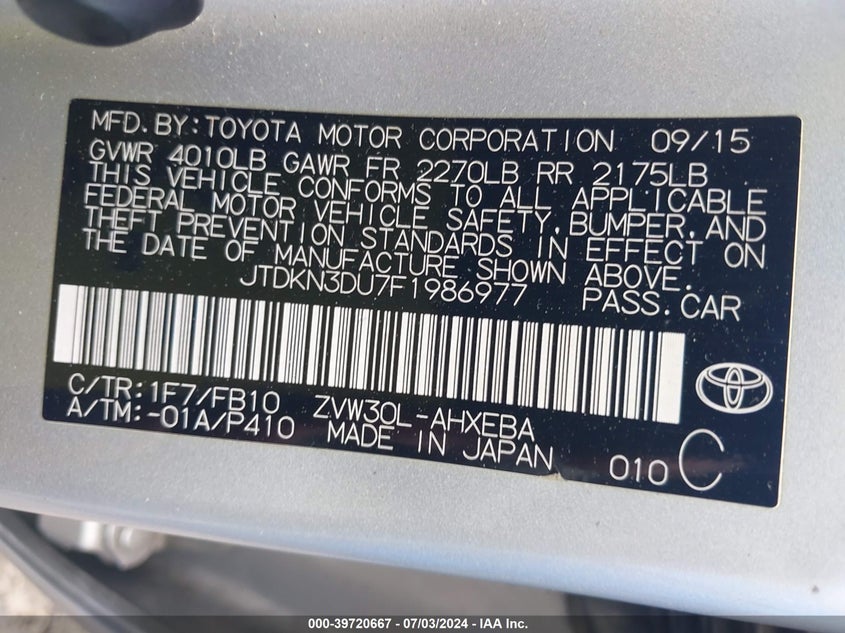 MFD.BY:TOYOTA MOTOR CORPORATION 09/15
GVWR 4010LB GAWR FR 2270LB RR 2175LB
THIS VEHICLE CONFORMS TO ALL APPLICABLE
FEDERAL MOTOR VEHICLE SAFETY,BUMPER,AND
THEFT PREVENTION STANDARDS IN EFFECT ON
THE DATE OF MANUFACTURE SHOWN ABOVE.
JTDKN3DU7F1986977 PASS.CAR
C/TR:1F7/FB10 ZVW30L-AHXEBA
A/TM:-01A/P410 MADE IN JAPAN 010 C
000-39720667 / 07/03/2024 - IAA Inc.